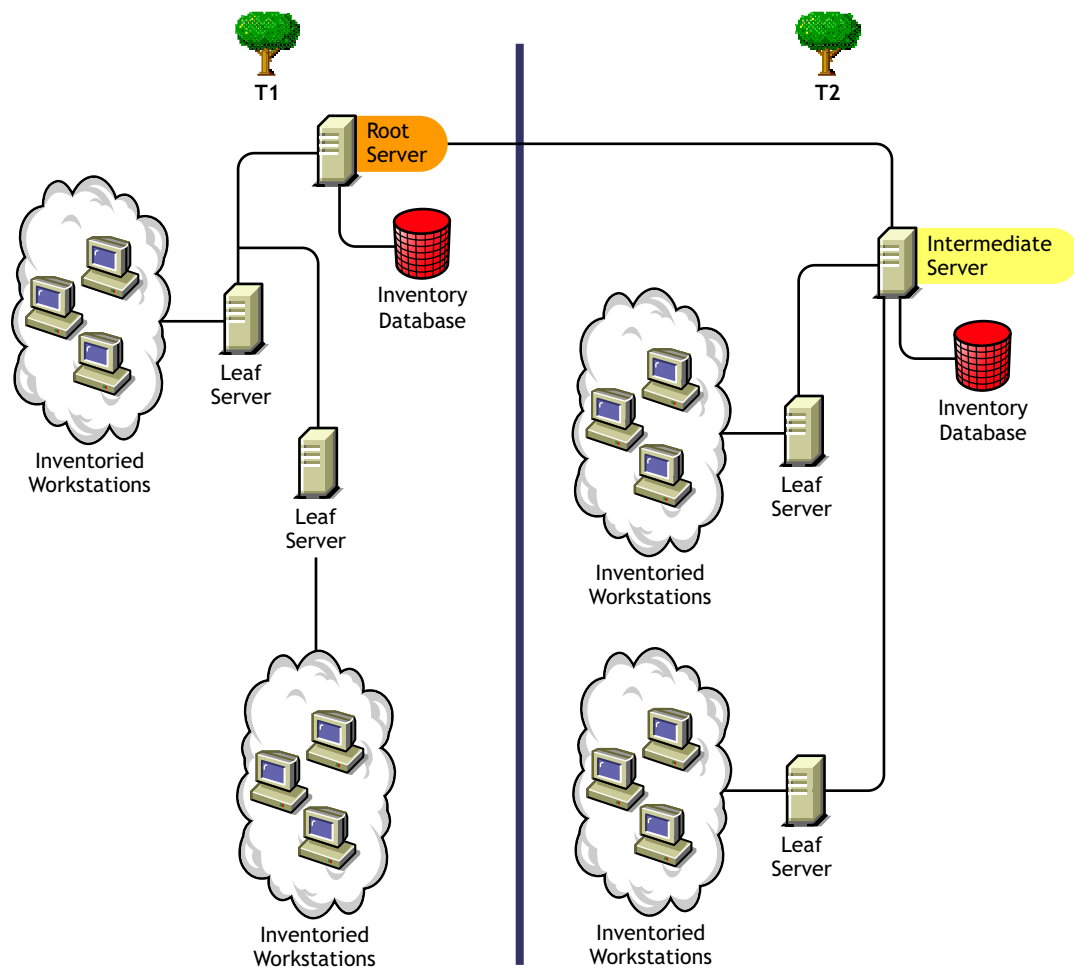 T1
T2
Root
Server
Intermediate
Server
Inventory
Database
Leaf
Server
Inventory
Database
Inventoried
Workstations
Leaf
Server
Leaf
Server
Inventoried
Workstations
Leaf
Server
Inventoried
Workstations
Inventoried
Workstations